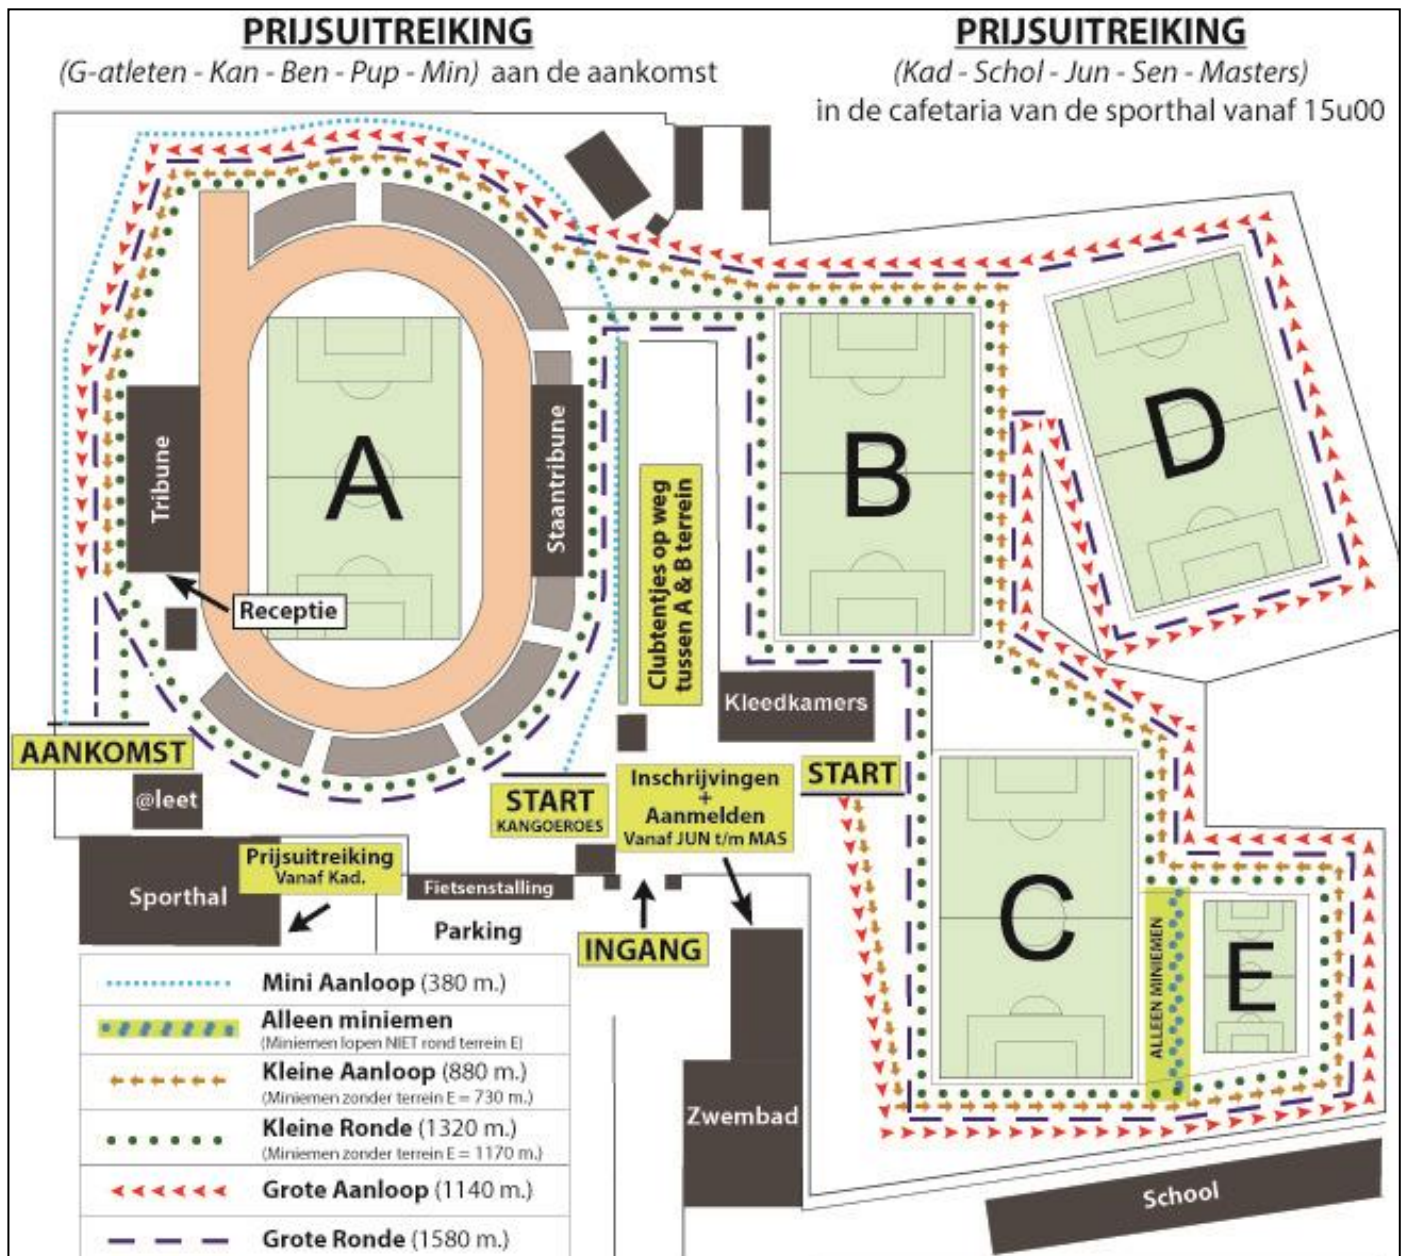 PRIJSUITREIKING
(G-atleten - Kan - Ben - Pup - Min) aan de aankomst
PRIJSUITREIKING
(Kad - Schol - Jun - Sen - Masters)
in de cafetaria van de sporthal vanaf 15u00
Tribune
A
Staantribune
Receptie
Clubtentjes op weg
tussen A & B terrein
B
D
Kleedkamers
AANKOMST
@leet
START
KANGOEROES
Inschrijvingen
+
Aanmelden
Vanaf JUN t/m MAS
START
C
ALLEEN MINIEMEN
E
Sporthal
Prijsuitreiking
Vanaf Kad.
Fietsenstalling
Parking
INGANG
Zwembad
School
Mini Aanloop (380 m.)
Alleen miniemen
(Miniemen lopen NIET rond terrein E)
Kleine Aanloop (880 m.)
(Miniemen zonder terrein E = 730 m.)
Kleine Ronde (1320 m.)
(Miniemen zonder terrein E = 1170 m.)
Grote Aanloop (1140 m.)
Grote Ronde (1580 m.)